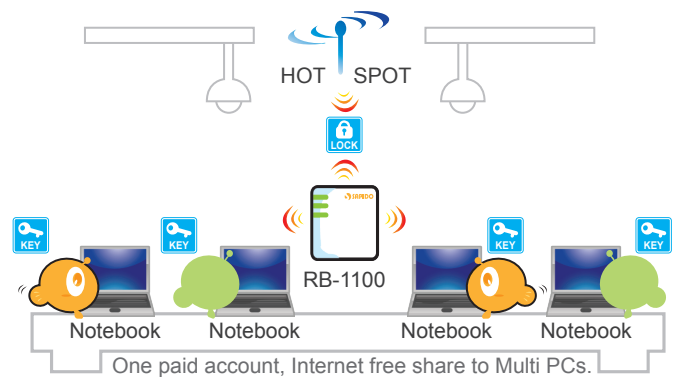 HOT SPOT
LOCK
RAPIDO
KEY KEY KEY KEY
RB-1100
Notebook Notebook Notebook Notebook
One paid account, Internet free share to Multi PCs.